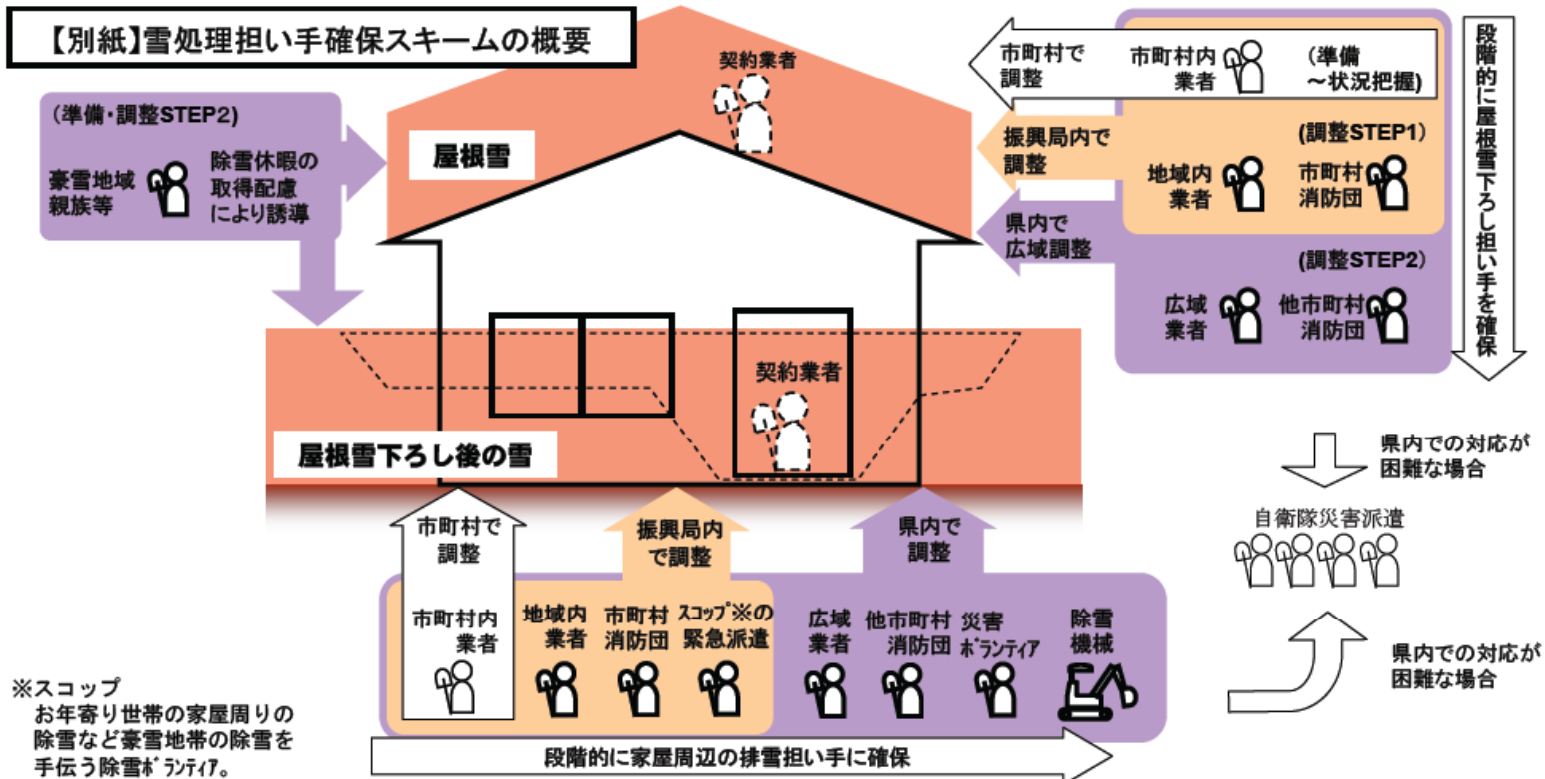 【別紙】雪処理担い手確保スキームの概要
(準備・調整STEP2)
豪雪地域
親族等
除雪休暇の
取得配慮
により誘導
契約業者
屋根雪
市町村で
調整
市町村内
業者
(準備
～状況把握)
振興局内で
調整
(調整STEP1)
地域内
業者
市町村
消防団
県内で
広域調整
(調整STEP2)
広域
業者
他市町村
消防団
段階的に屋根雪下ろし担い手を確保
契約業者
屋根雪下ろし後の雪
県内での対応が
困難な場合
自衛隊災害派遣
県内での対応が
困難な場合
市町村で
調整
振興局内
で調整
県内で
調整
市町村内
業者
地域内
業者
市町村
消防団
スコップ※の
緊急派遣
広域
業者
他市町村
消防団
災害
ボランティア
除雪
機械
段階的に家屋周辺の排雪担い手に確保
※スコップ
お年寄り世帯の家屋周りの
除雪など豪雪地帯の除雪を
手伝う除雪ボランティア。